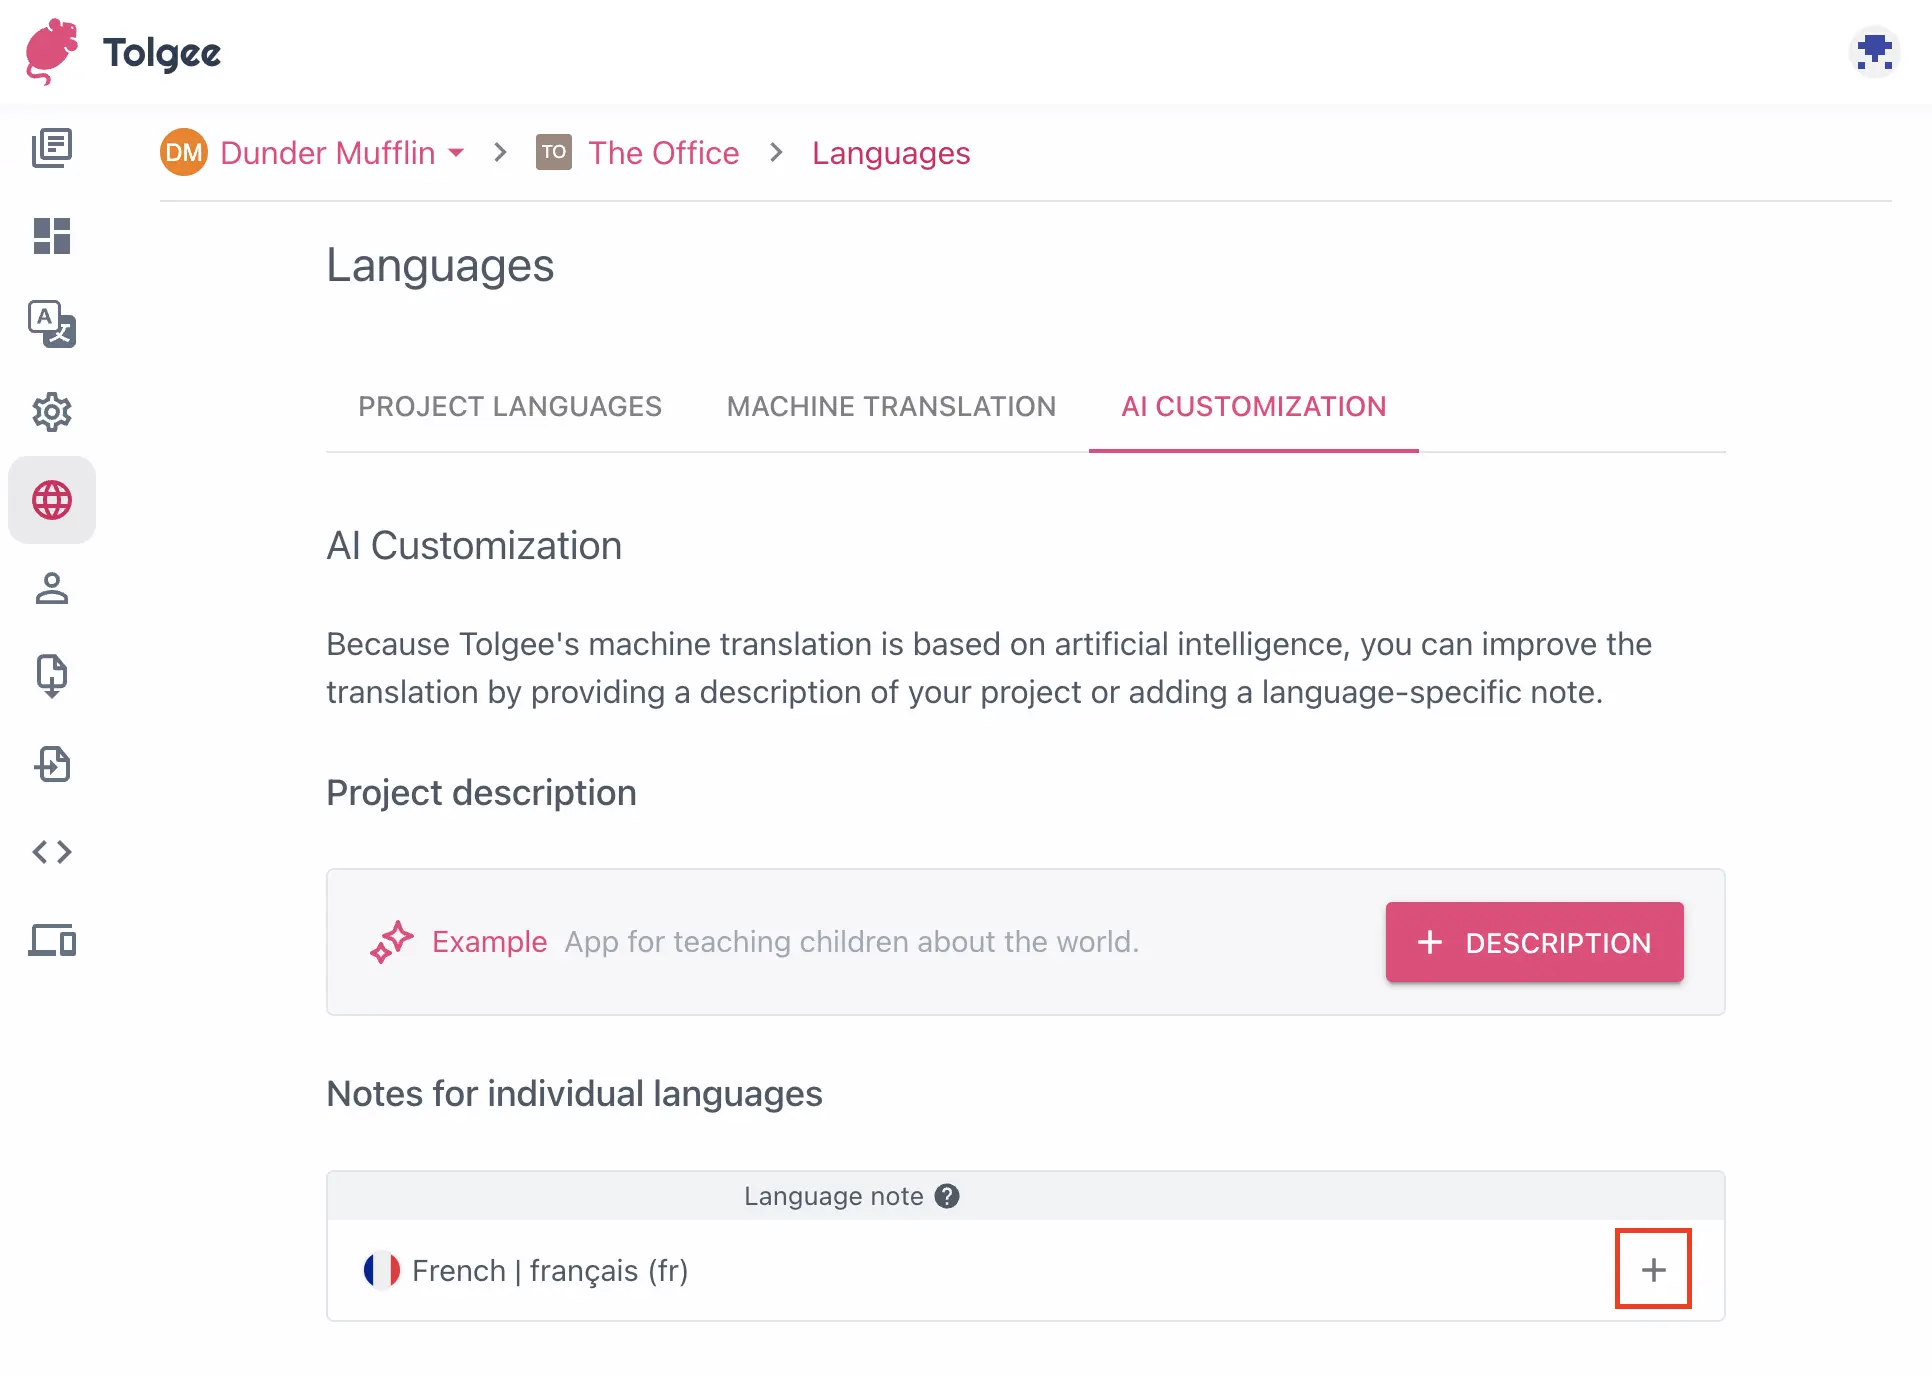 Tolgee
DM Dunder Mufflin > TO The Office > Languages
Languages
PROJECT LANGUAGES MACHINE TRANSLATION AI CUSTOMIZATION
AI Customization
Because Tolgee's machine translation is based on artificial intelligence, you can improve the
translation by providing a description of your project or adding a language-specific note.
Project description
Example App for teaching children about the world.
+ DESCRIPTION
Notes for individual languages
Language note ?
French | français (fr)
+